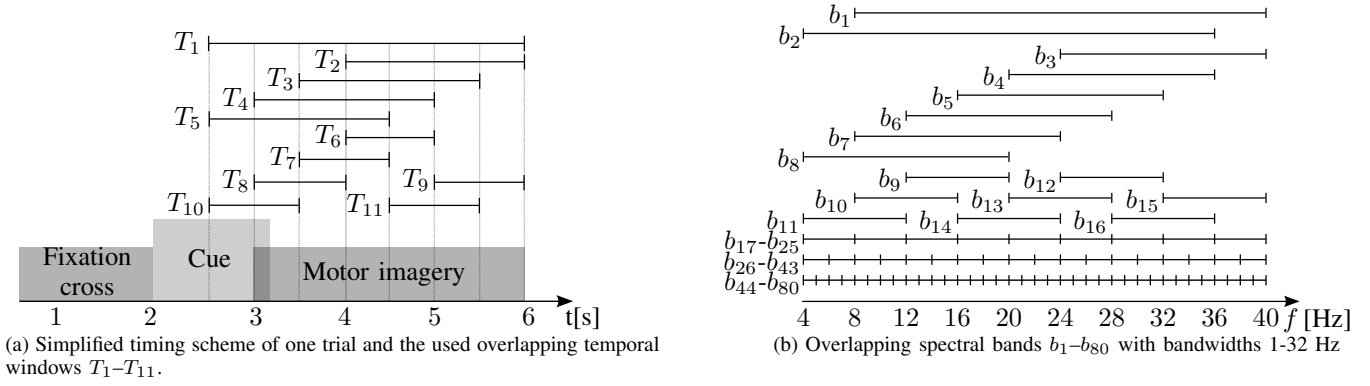 T₁
T₂
T₃
T₄
T₅
T₆
T₇
T₈
T₉
T₁₀
T₁₁
Fixation
cross
Cue
Motor imagery
1 2 3 4 5 6 t[s]
(a) Simplified timing scheme of one trial and the used overlapping temporal
windows T₁–T₁₁.
b₁
b₂
b₃
b₄
b₅
b₆
b₇
b₈
b₉
b₁₂
b₁₀
b₁₃
b₁₅
b₁₁
b₁₄
b₁₆
b₁₇-b₂₅
b₂₆-b₄₃
b₄₄-b₈₀
4 8 12 16 20 24 28 32 36 40 f [Hz]
(b) Overlapping spectral bands b₁–b₈₀ with bandwidths 1-32 Hz